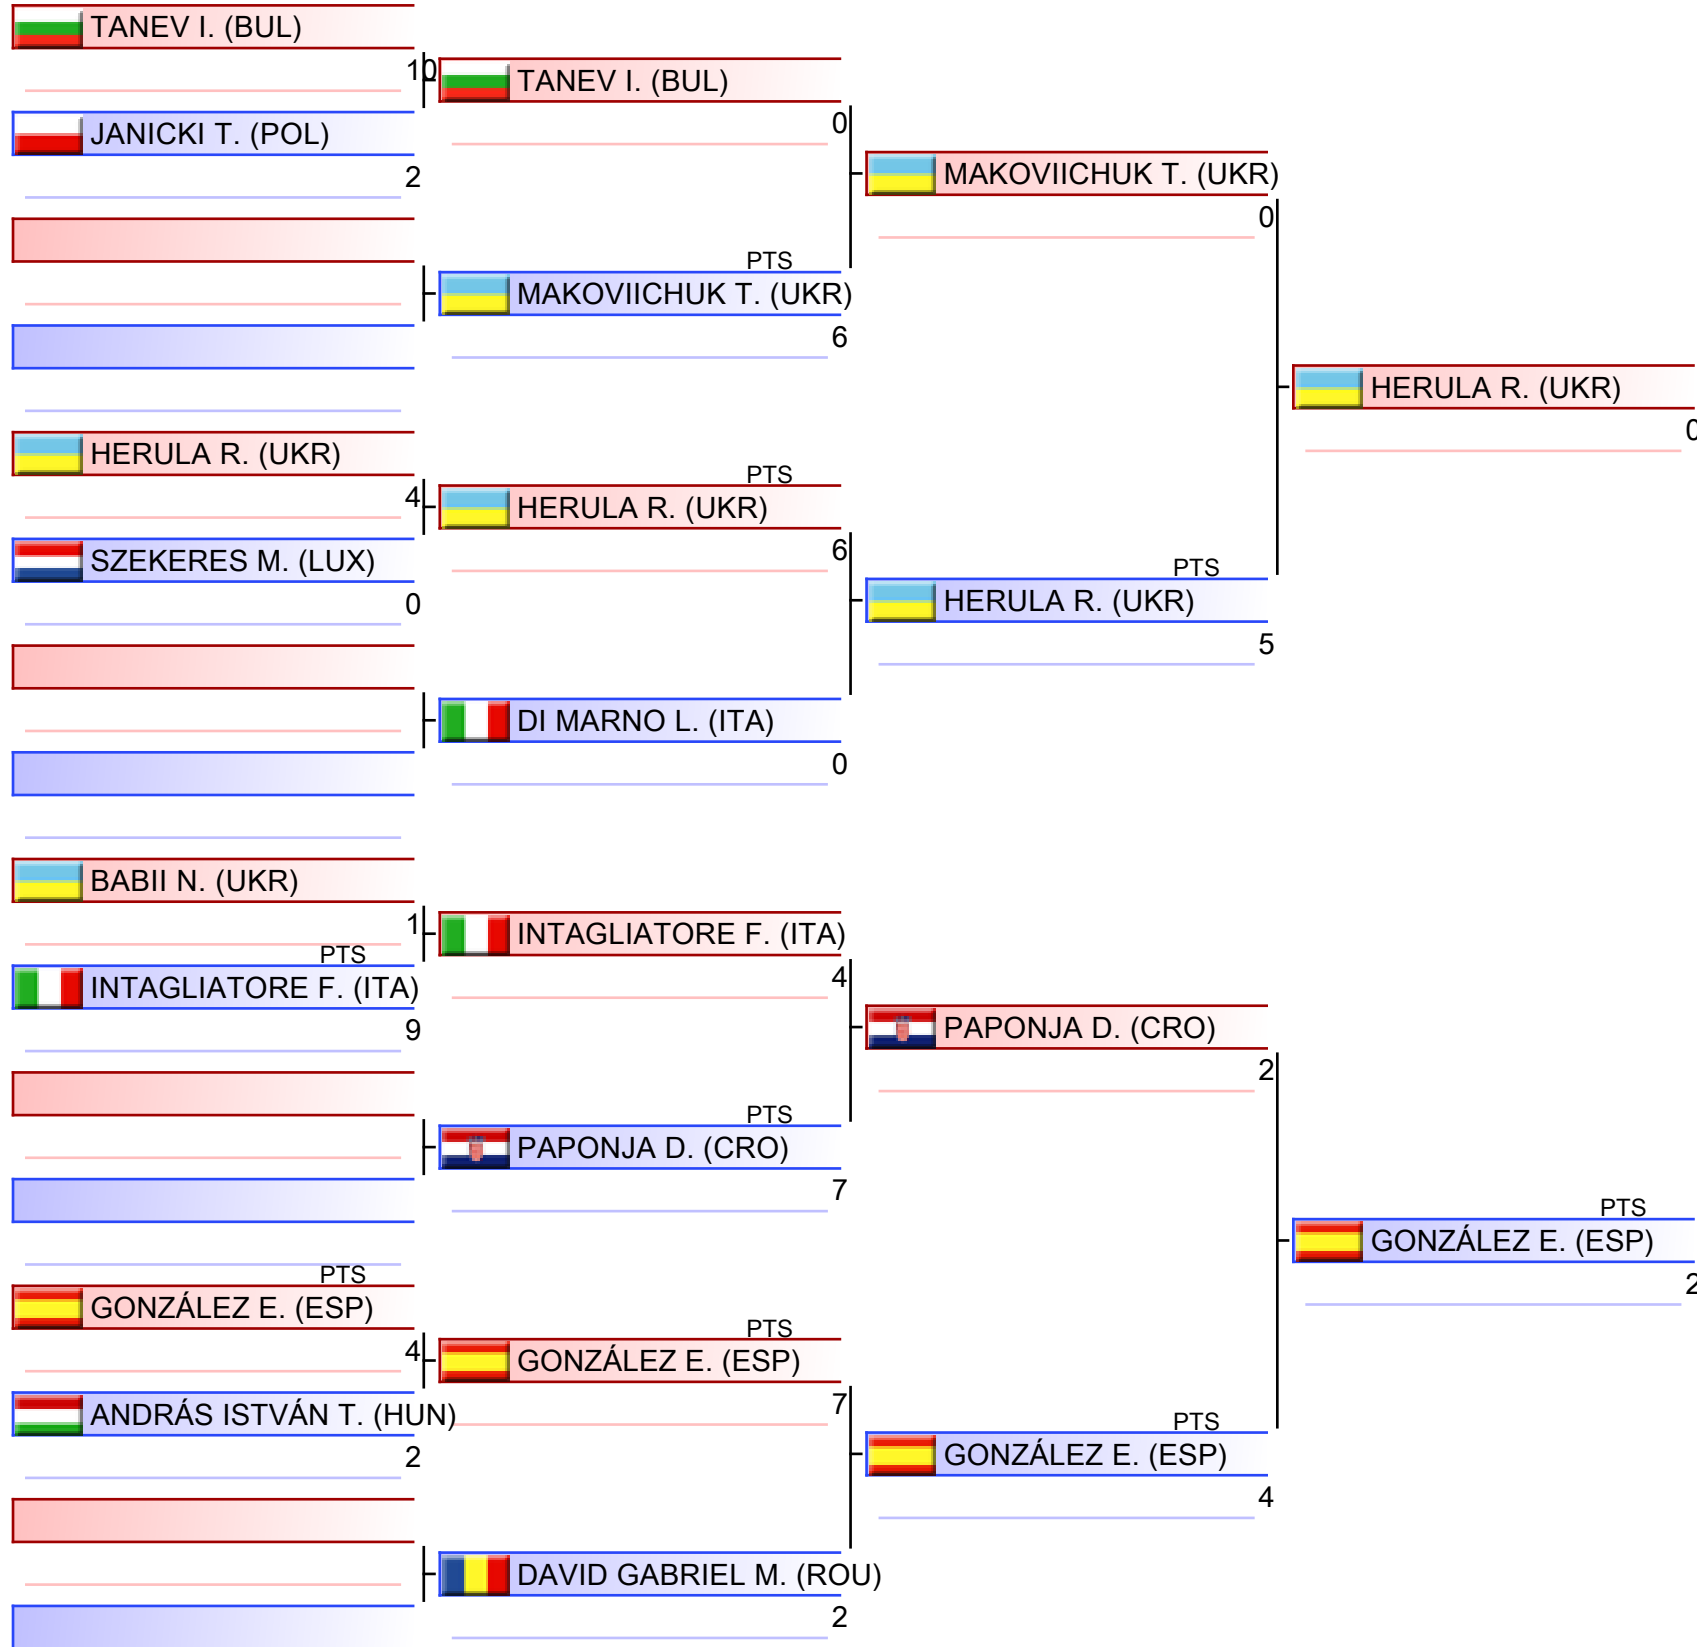 TANEV I. (BUL)
10
JANICKI T. (POL)
2
HERULA R. (UKR)
4
SZEKERES M. (LUX)
0
BABII N. (UKR)
1
PTS
INTAGLIATORE F. (ITA)
9
PTS
GONZÁLEZ E. (ESP)
4
ANDRÁS ISTVÁN T. (HUN)
2
TANEV I. (BUL)
0
PTS
MAKOVIICHUK T. (UKR)
6
PTS
HERULA R. (UKR)
6
DI MARNO L. (ITA)
0
INTAGLIATORE F. (ITA)
4
PTS
PAPONJA D. (CRO)
7
PTS
GONZÁLEZ E. (ESP)
7
DAVID GABRIEL M. (ROU)
2
MAKOVIICHUK T. (UKR)
0
PTS
HERULA R. (UKR)
5
PAPONJA D. (CRO)
2
PTS
GONZÁLEZ E. (ESP)
4
HERULA R. (UKR)
0
PTS
GONZÁLEZ E. (ESP)
2